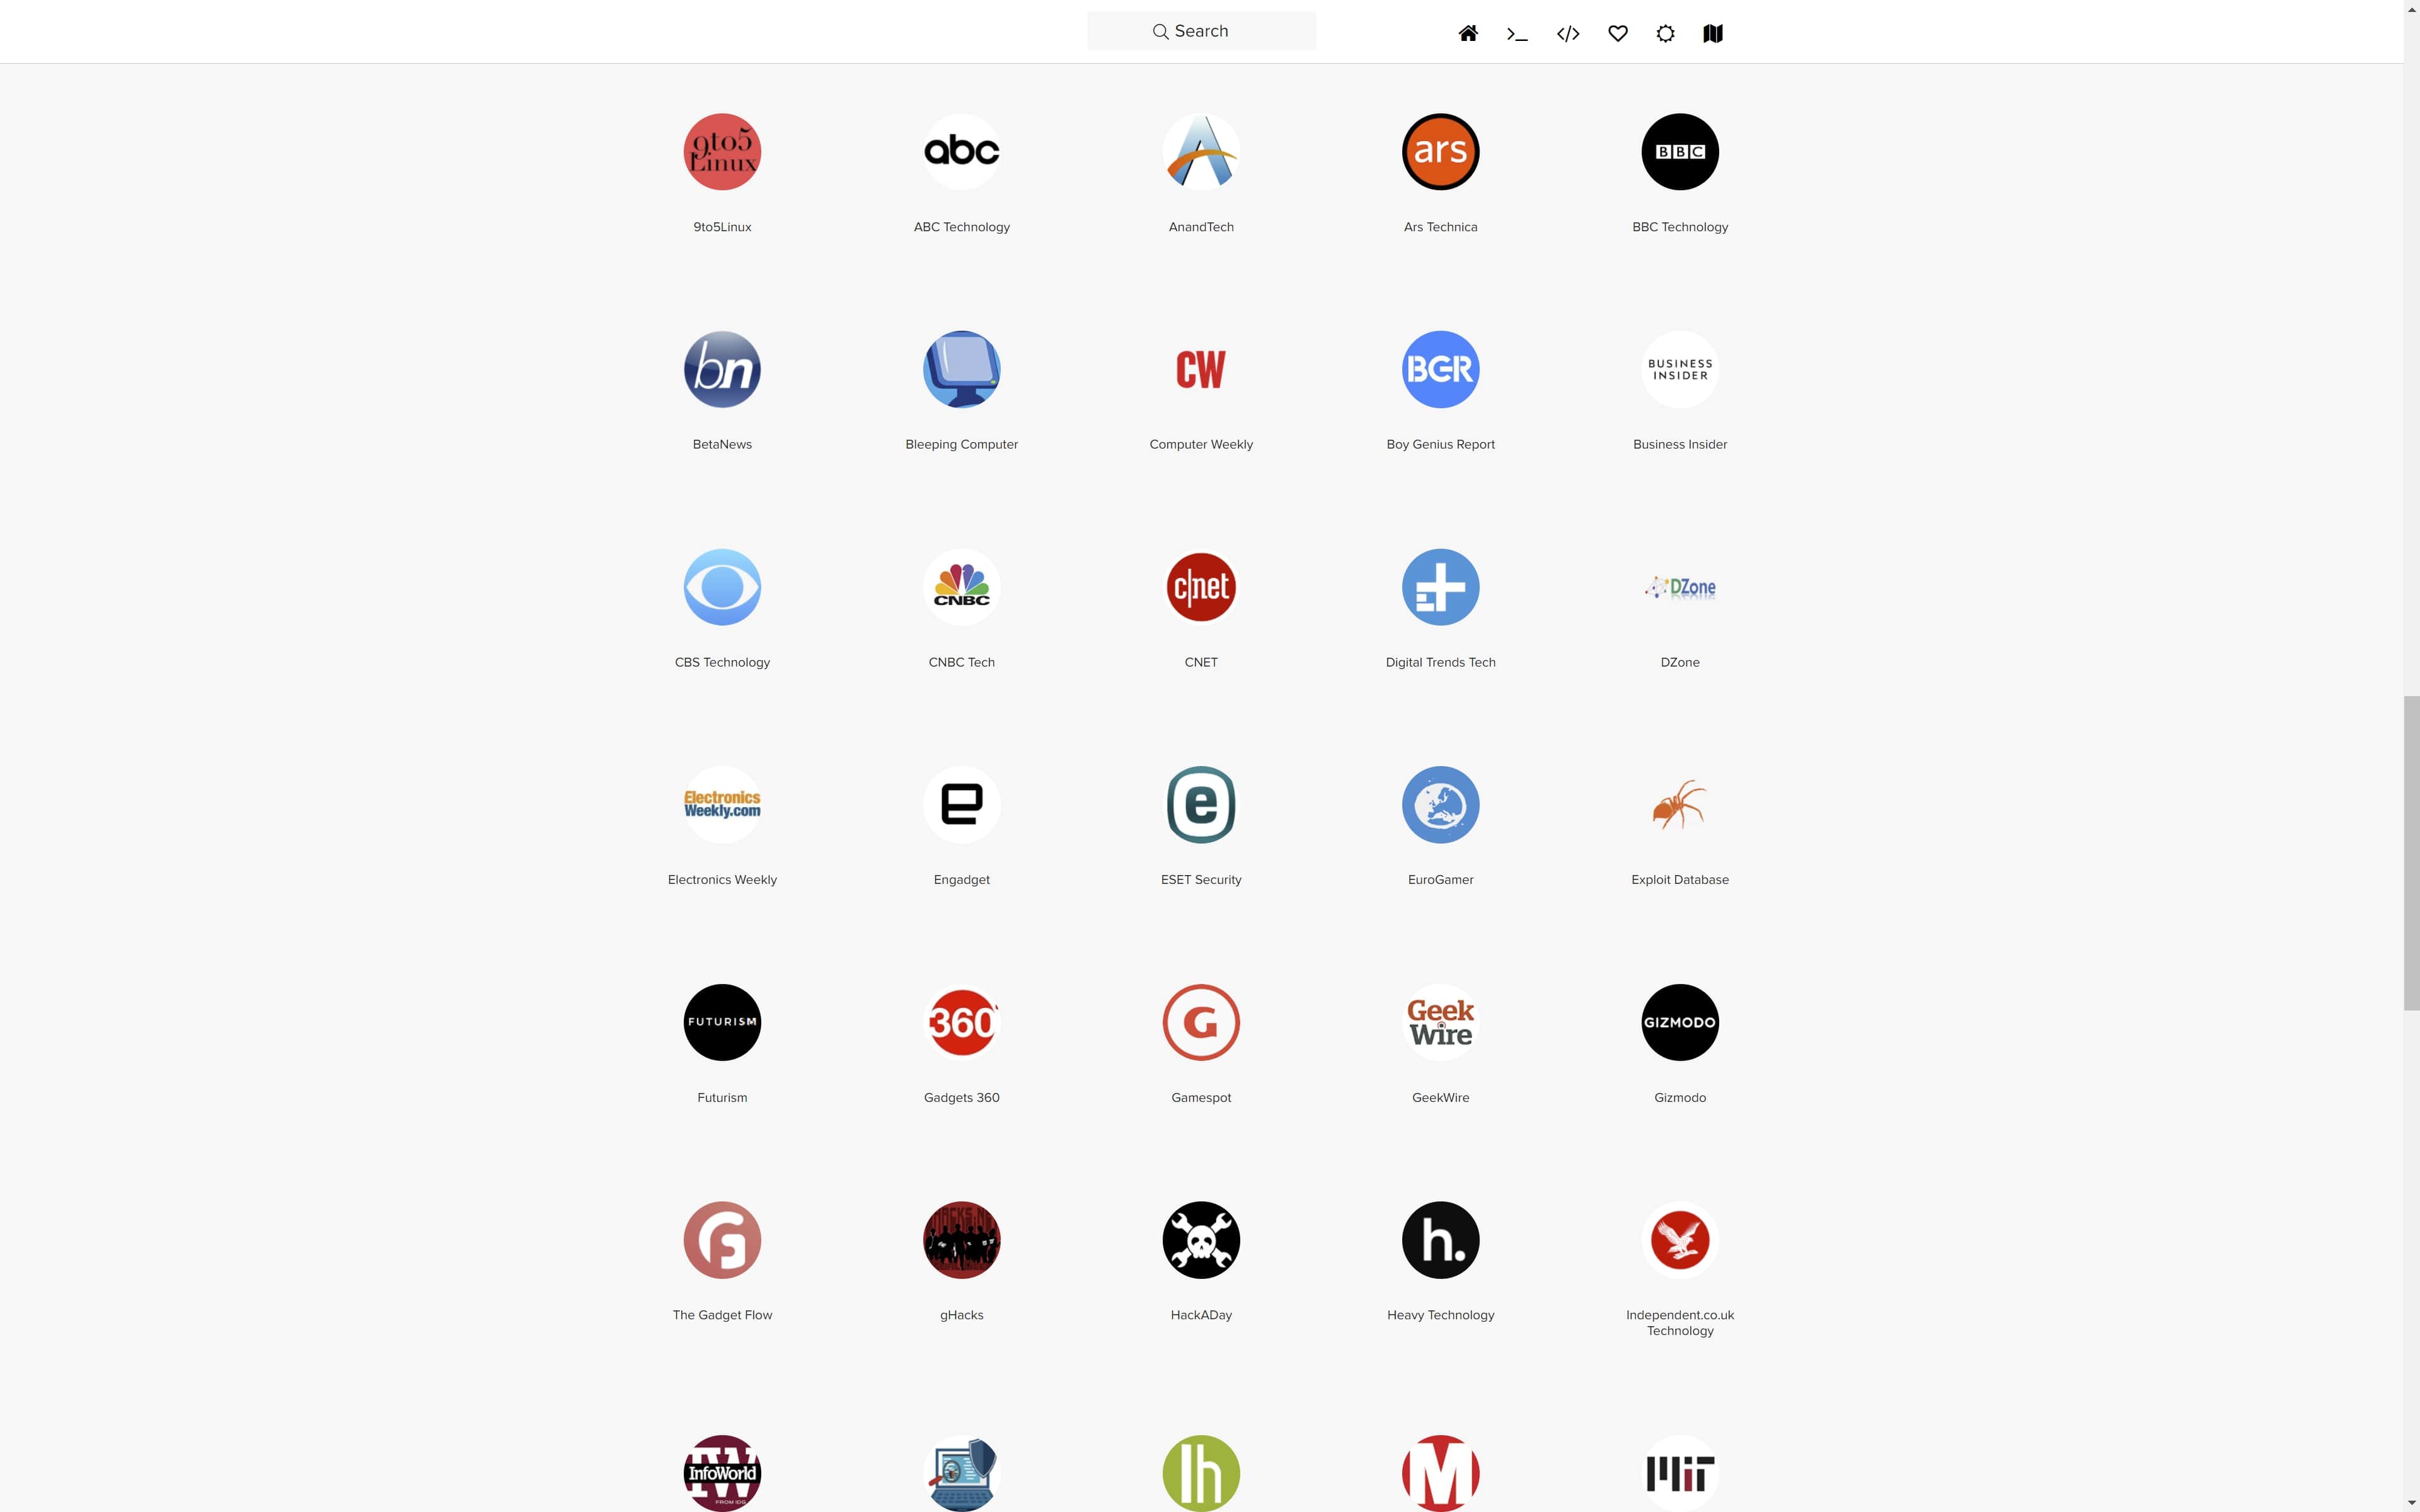 Search
9to5
Linux
abc
ars
BBC
9to5Linux
ABC Technology
AnandTech
Ars Technica
BBC Technology
bn
CW
BGR
BUSINESS
INSIDER
BetaNews
Bleeping Computer
Computer Weekly
Boy Genius Report
Business Insider
CNBC
c|net
DZone
CBS Technology
CNBC Tech
CNET
Digital Trends Tech
DZone
Electronics
Weekly.com
e
e
Electronics Weekly
Engadget
ESET Security
EuroGamer
Exploit Database
FUTURISM
360
G
Geek
Wire
GIZMODO
Futurism
Gadgets 360
Gamespot
GeekWire
Gizmodo
h.
The Gadget Flow
gHacks
HackADay
Heavy Technology
Independent.co.uk
Technology
IW
InfoWorld
FROM IDG
lh
M
MIT